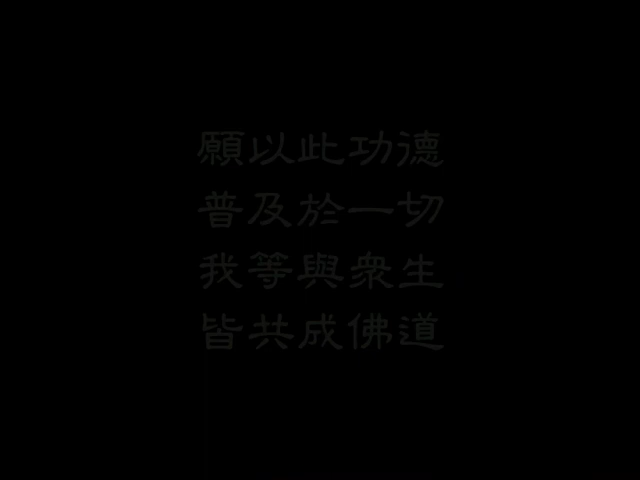 願以此功德
普及於一切
我等與衆生
皆共成佛道